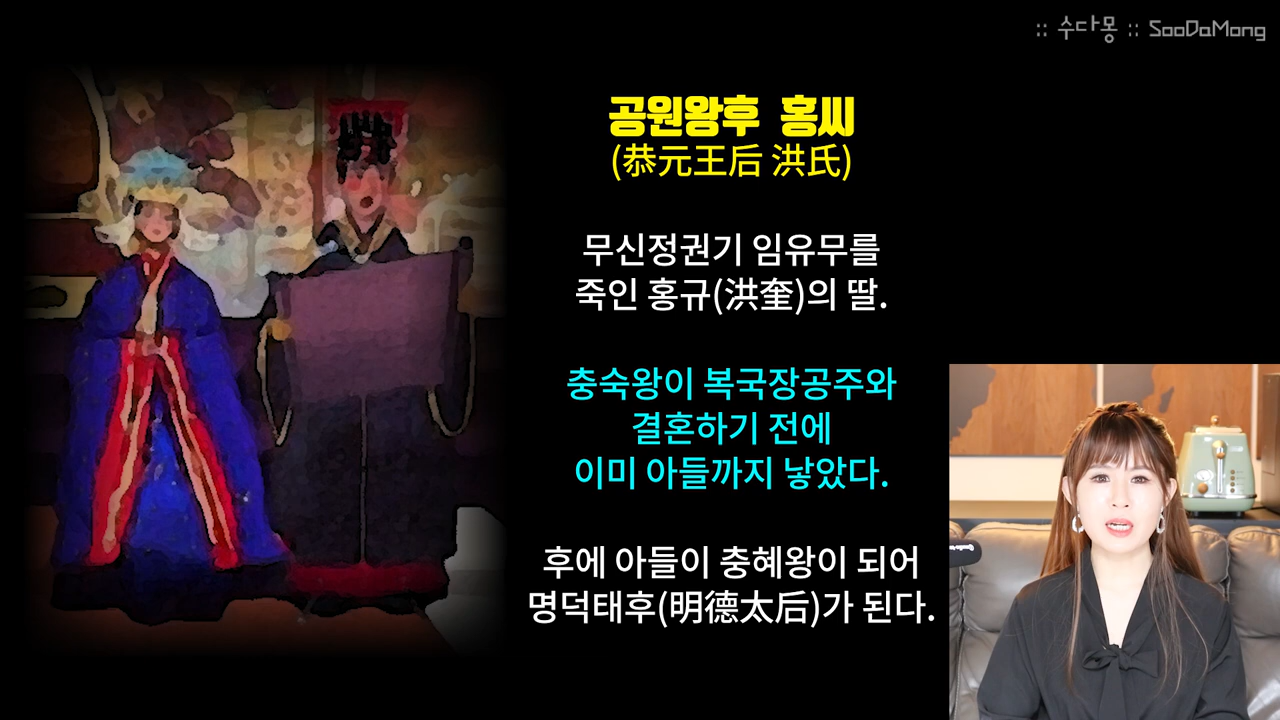 :: 수다몽 :: SooDaMong
공원왕후 홍씨
(恭元王后 洪氏)
무신정권기 임유무를
죽인 홍규(洪奎)의 딸.
충숙왕이 복국장공주와
결혼하기 전에
이미 아들까지 낳았다.
후에 아들이 충혜왕이 되어
명덕태후(明德太后)가 된다.